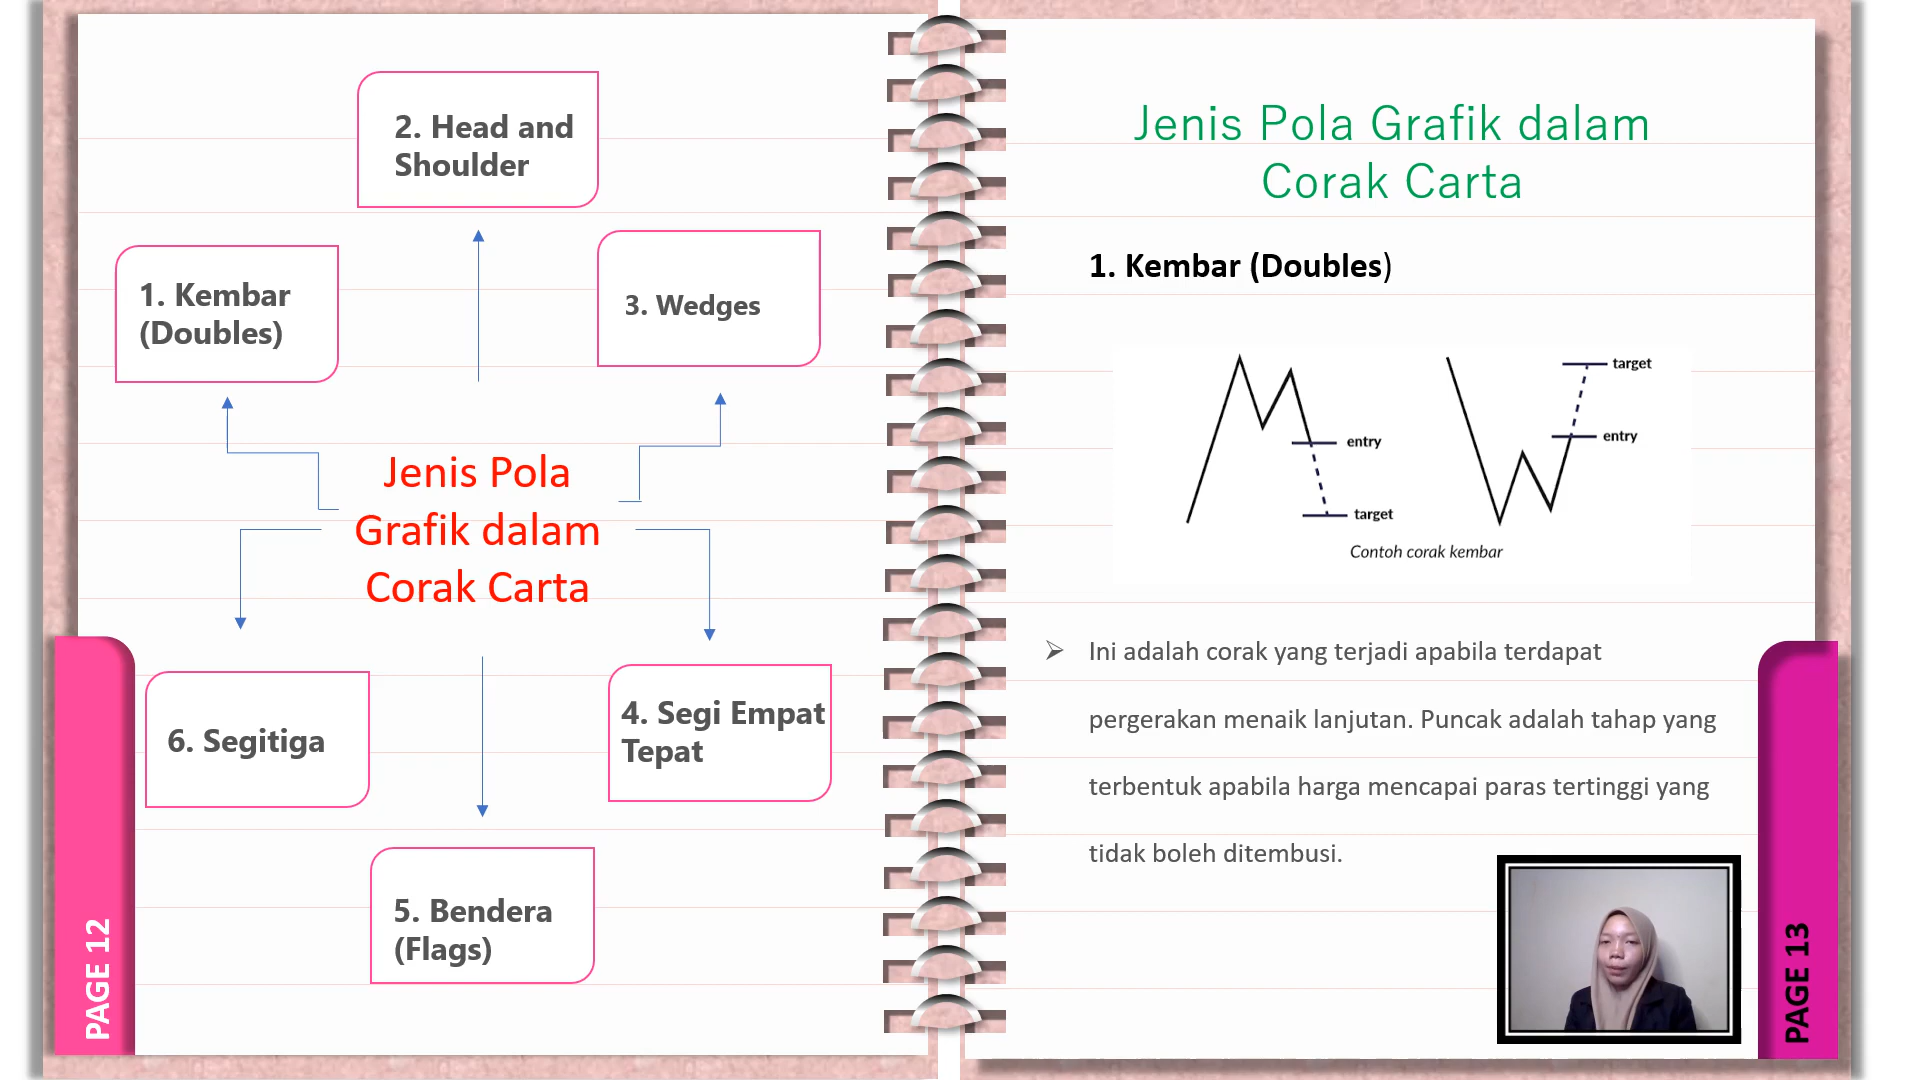 2. Head and
Shoulder
1. Kembar
(Doubles)
3. Wedges
Jenis Pola
Grafik dalam
Corak Carta
6. Segitiga
4. Segi Empat
Tepat
5. Bendera
(Flags)
PAGE 12
Jenis Pola Grafik dalam
Corak Carta
1. Kembar (Doubles)
target
entry
entry
target
Contoh corak kembar
Ini adalah corak yang terjadi apabila terdapat
pergerakan menaik lanjutan. Puncak adalah tahap yang
terbentuk apabila harga mencapai paras tertinggi yang
tidak boleh ditembusi.
PAGE 13